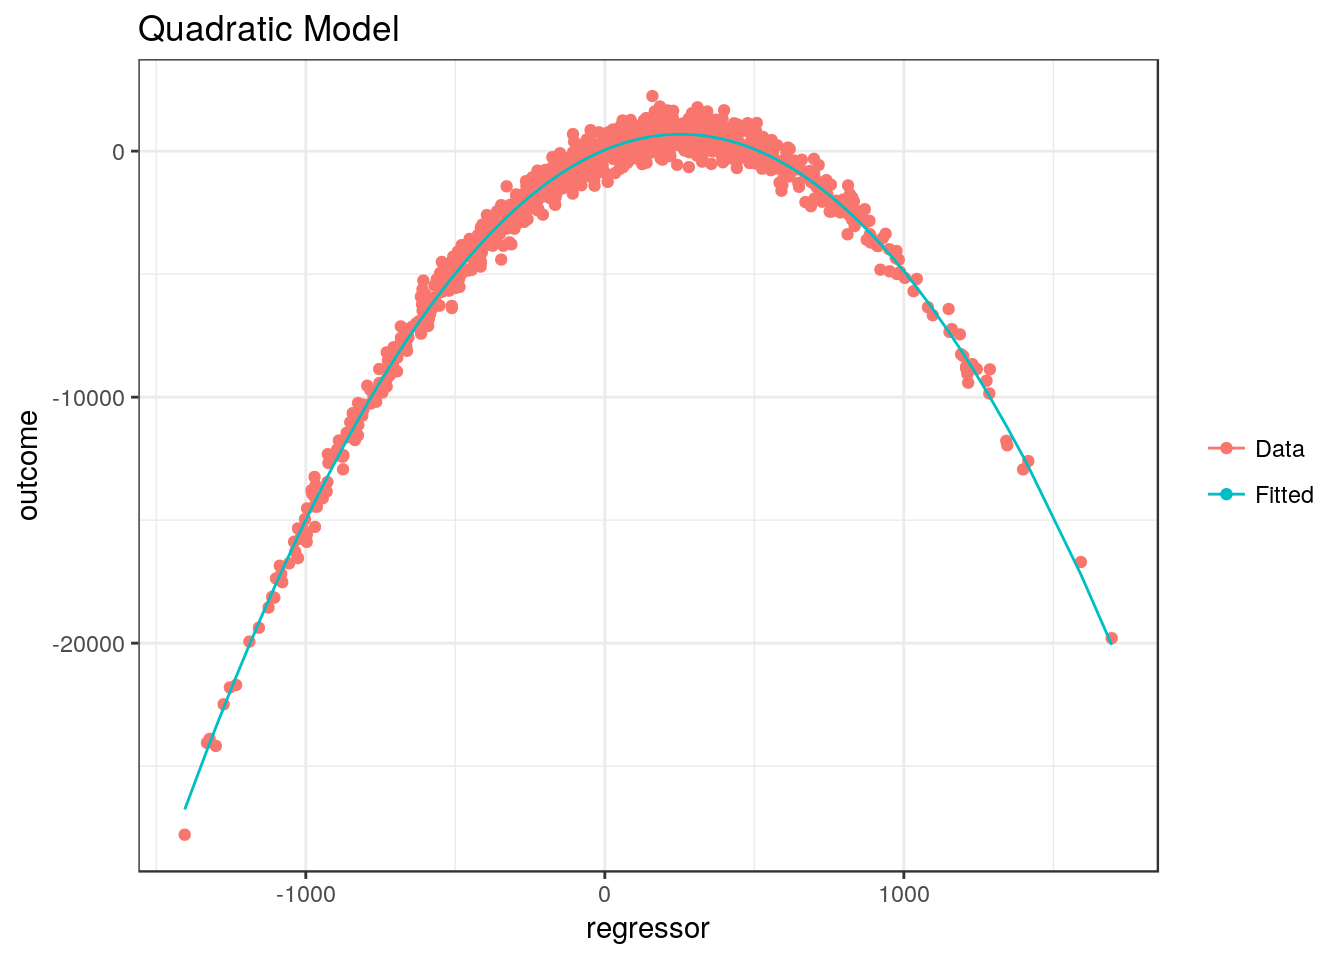 Quadratic Model
0
-10000
-20000
outcome
-1000
0
1000
regressor
Data
Fitted